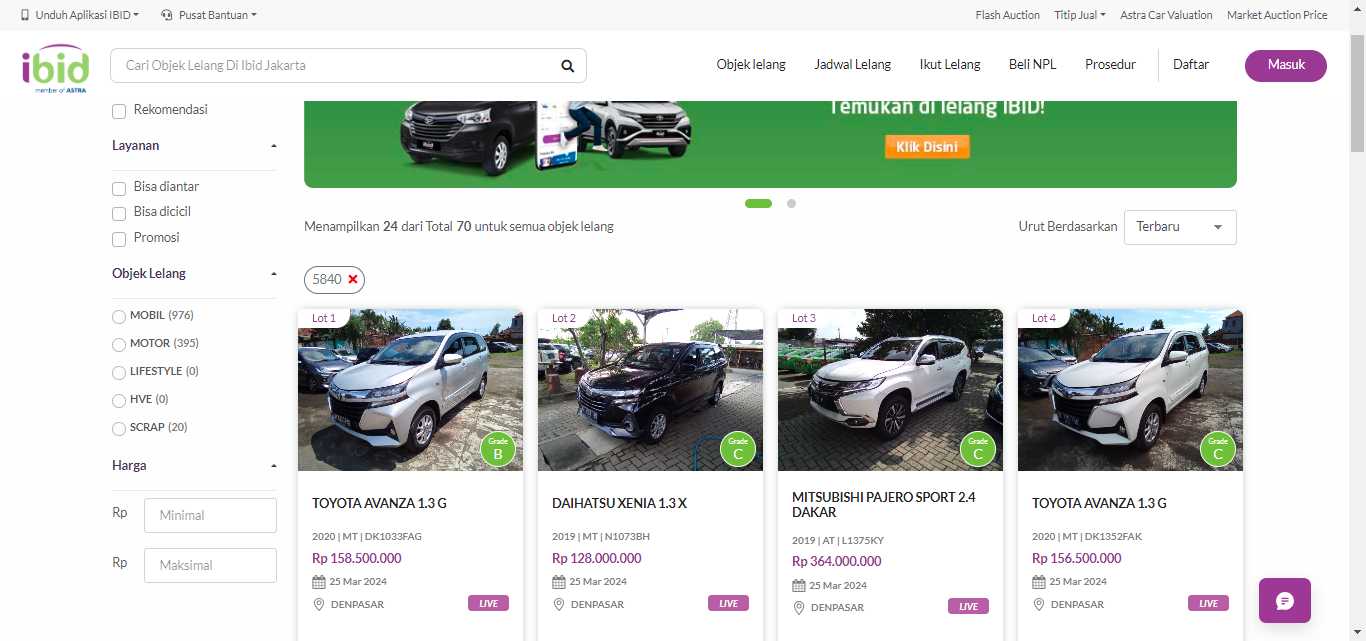 Unduh Aplikasi IBID
Pusat Bantuan
Flash Auction
Titip Jual
Astra Car Valuation
Market Auction Price
ibid
member of ASTRA
Cari Objek Lelang Di Ibid Jakarta
Objek lelang
Jadwal Lelang
Ikut Lelang
Beli NPL
Prosedur
Daftar
Masuk
Rekomendasi
Layanan
Bisa diantar
Bisa dicicil
Promosi
Objek Lelang
MOBIL (976)
MOTOR (395)
LIFESTYLE (0)
HVE (0)
SCRAP (20)
Harga
Rp Minimal
Rp Maksimal
Temukan di lelang IBID!
Klik Disini
Menampilkan 24 dari Total 70 untuk semua objek lelang
Urut Berdasarkan
Terbaru
5840
Lot 1
Grade
B
TOYOTA AVANZA 1.3 G
2020 | MT | DK1033FAG
Rp 158.500.000
25 Mar 2024
DENPASAR
LIVE
Lot 2
Grade
C
DAIHATSU XENIA 1.3 X
2019 | MT | N1073BH
Rp 128.000.000
25 Mar 2024
DENPASAR
LIVE
Lot 3
Grade
C
MITSUBISHI PAJERO SPORT 2.4
DAKAR
2019 | AT | L1375KY
Rp 364.000.000
25 Mar 2024
DENPASAR
LIVE
Lot 4
Grade
C
TOYOTA AVANZA 1.3 G
2020 | MT | DK1352FAK
Rp 156.500.000
25 Mar 2024
DENPASAR
LIVE